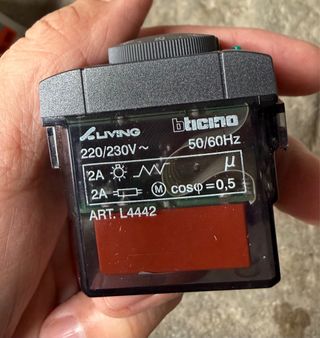 LIVING bticino
220/230V~ 50/60Hz
2A µ
2A M cosφ=0,5
ART. L4442